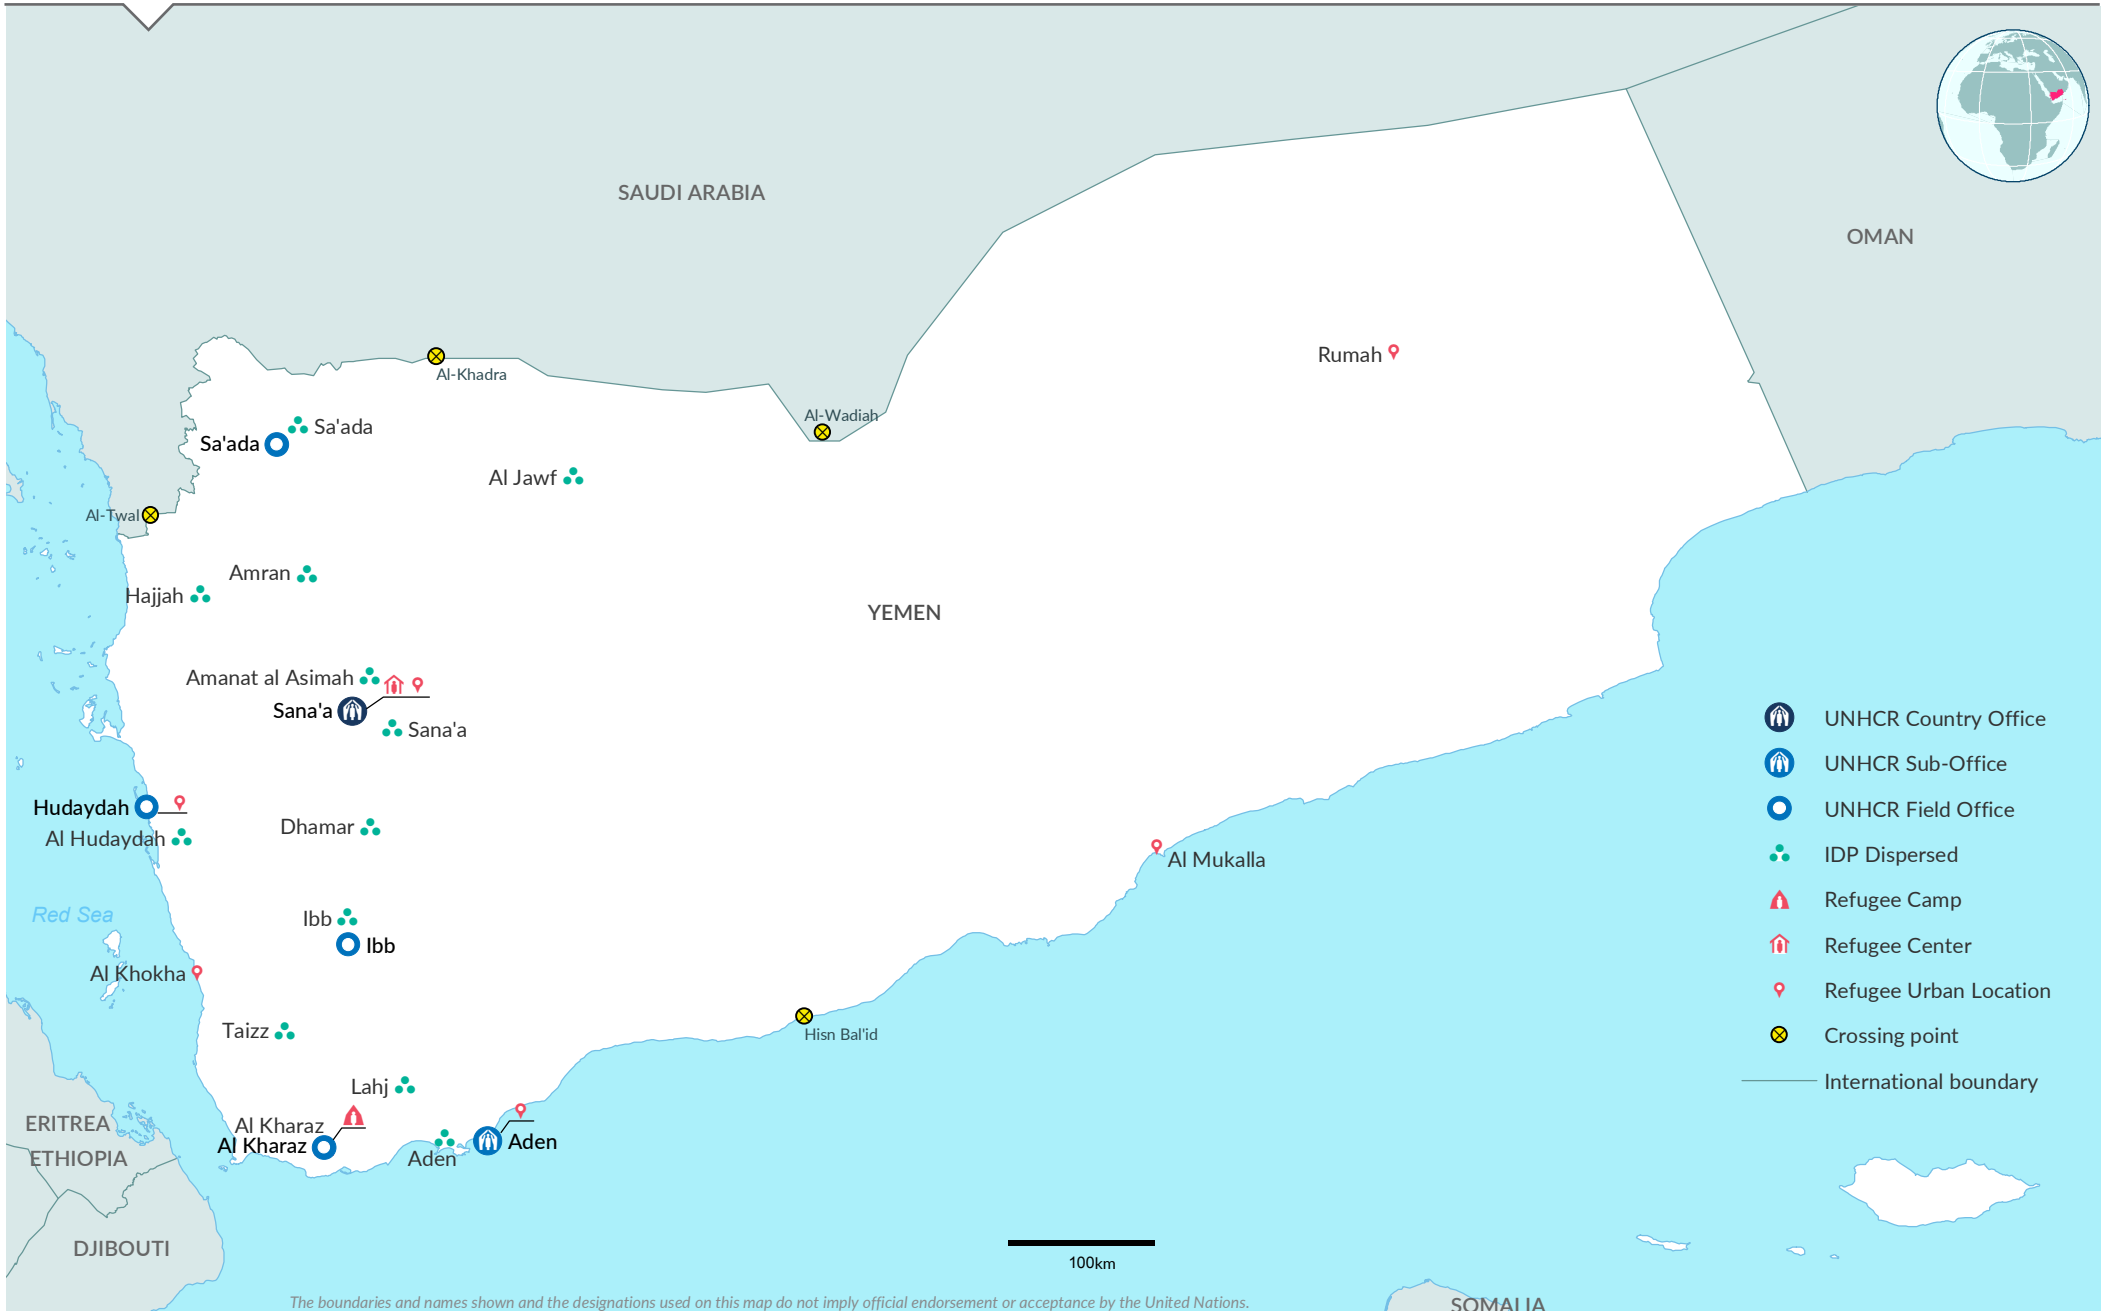 SAUDI ARABIA
OMAN
Rumah
Al-Khadra
Al-Wadiah
Sa'ada
Sa'ada
Al Jawf
Al-Twal
Amran
Hajjah
YEMEN
Amanat al Asimah
Sana'a
Sana'a
Hudaydah
Al Hudaydah
Dhamar
Al Mukalla
Ibb
Ibb
Red Sea
Al Khokha
Taizz
Hisn Bal'id
Lahj
Al Kharaz
Al Kharaz
Aden
Aden
ERITREA
ETHIOPIA
DJIBOUTI
SOMALIA
UNHCR Country Office
UNHCR Sub-Office
UNHCR Field Office
IDP Dispersed
Refugee Camp
Refugee Center
Refugee Urban Location
Crossing point
International boundary
100km
The boundaries and names shown and the designations used on this map do not imply official endorsement or acceptance by the United Nations.